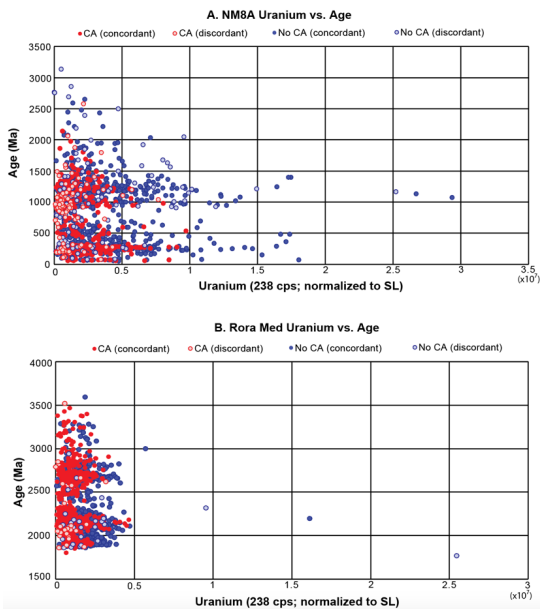 A. NM8A Uranium vs. Age
CA (concordant) CA (discordant) No CA (concordant) No CA (discordant)
3500
3000
2500
2000
1500
1000
500
0
Age (Ma)
0 0.5 1 1.5 2 2.5 3 3.5
(x10⁷)
Uranium (238 cps; normalized to SL)
B. Rora Med Uranium vs. Age
CA (concordant) CA (discordant) No CA (concordant) No CA (discordant)
4000
3500
3000
2500
2000
1500
Age (Ma)
0 0.5 1 1.5 2 2.5 3
(x10⁷)
Uranium (238 cps; normalized to SL)